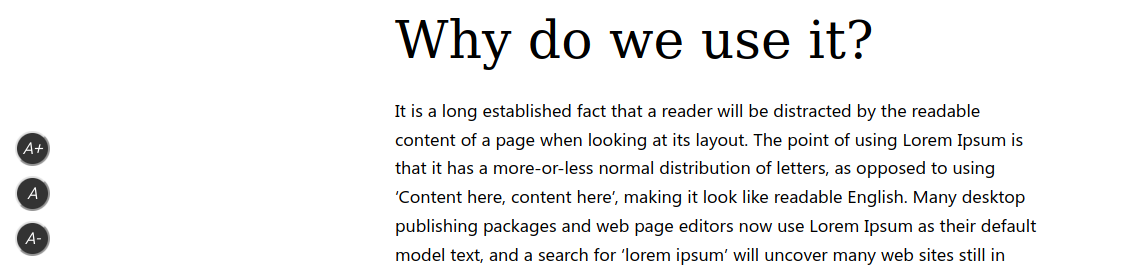 Why do we use it?
It is a long established fact that a reader will be distracted by the readable
content of a page when looking at its layout. The point of using Lorem Ipsum is
that it has a more-or-less normal distribution of letters, as opposed to using
‘Content here, content here’, making it look like readable English. Many desktop
publishing packages and web page editors now use Lorem Ipsum as their default
model text, and a search for ‘lorem ipsum’ will uncover many web sites still in
A+
A
A-